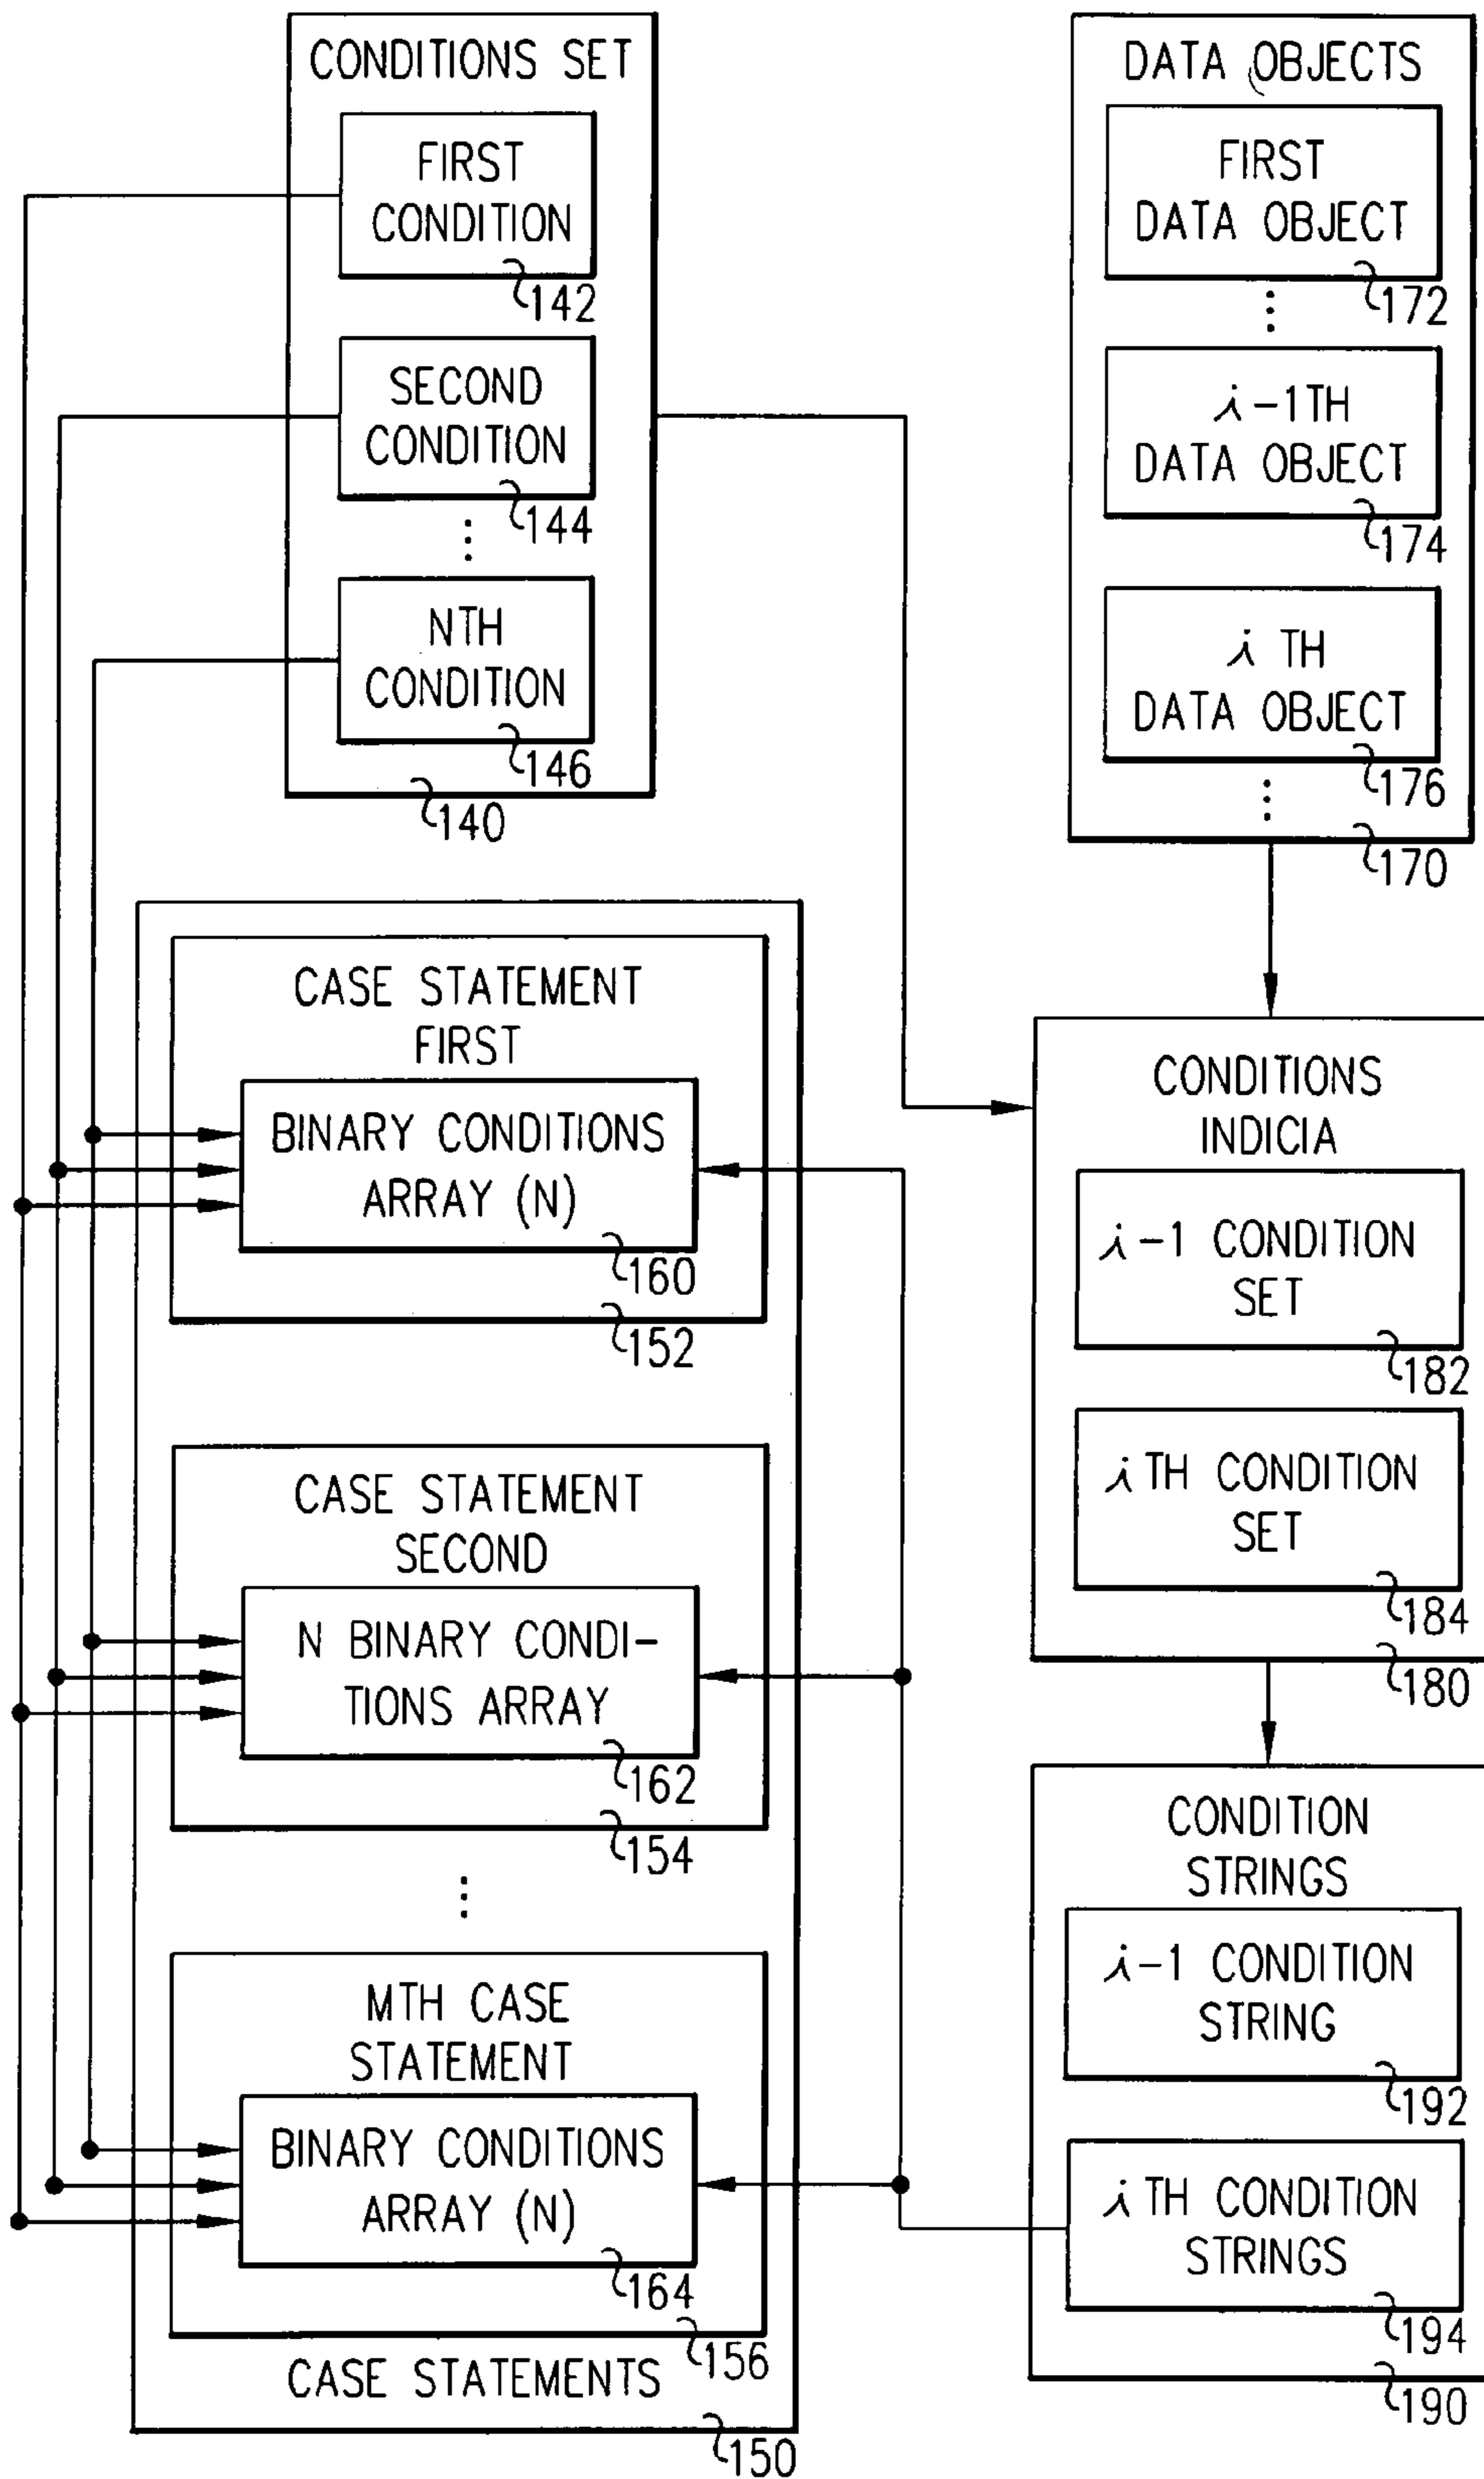 CONDITIONS SET
FIRST
CONDITION
142
SECOND
CONDITION
144
NTH
CONDITION
146
140
DATA OBJECTS
FIRST
DATA OBJECT
172
i-1TH
DATA OBJECT
174
i TH
DATA OBJECT
176
170
CASE STATEMENT
FIRST
BINARY CONDITIONS
ARRAY (N)
160
152
CASE STATEMENT
SECOND
N BINARY CONDI-
TIONS ARRAY
162
154
MTH CASE
STATEMENT
BINARY CONDITIONS
ARRAY (N)
164
156
CASE STATEMENTS
150
CONDITIONS
INDICIA
i-1 CONDITION
SET
182
i TH CONDITION
SET
184
180
CONDITION
STRINGS
i-1 CONDITION
STRING
192
i TH CONDITION
STRINGS
194
190